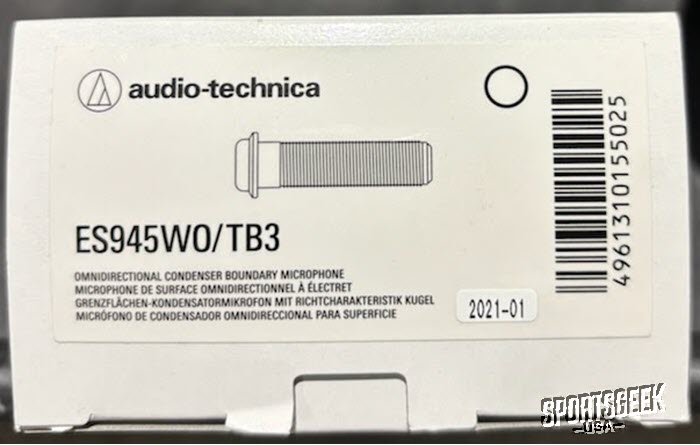 audio-technica
ES945WO/TB3
OMNIDIRECTIONAL CONDENSER BOUNDARY MICROPHONE
MICROPHONE DE SURFACE OMNIDIRECTIONNEL À ÉLECTRET
GRENZFLÄCHEN-KONDENSATORMIKROFON MIT RICHTCHARAKTERISTIK KUGEL
MICRÓFONO DE CONDENSADOR OMNIDIRECCIONAL PARA SUPERFICIE
2021-01
4961310155025
SPORTSGEEK
-USA-